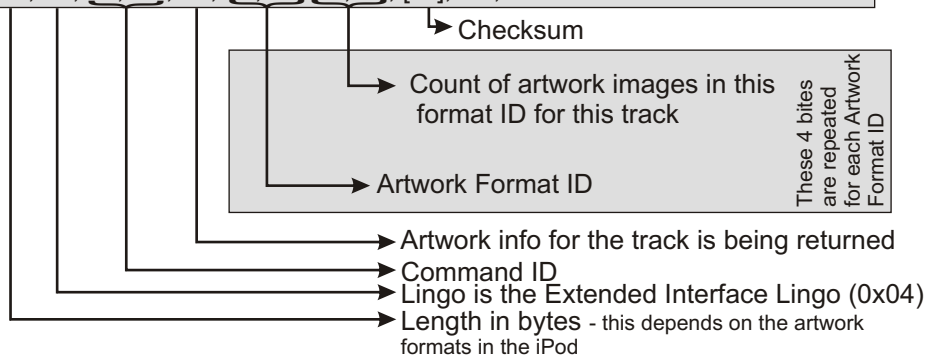 Checksum
Count of artwork images in this
format ID for this track
These 4 bites
are repeated
for each Artwork
Format ID
Artwork Format ID
Artwork info for the track is being returned
Command ID
Lingo is the Extended Interface Lingo (0x04)
Length in bytes - this depends on the artwork
formats in the iPod